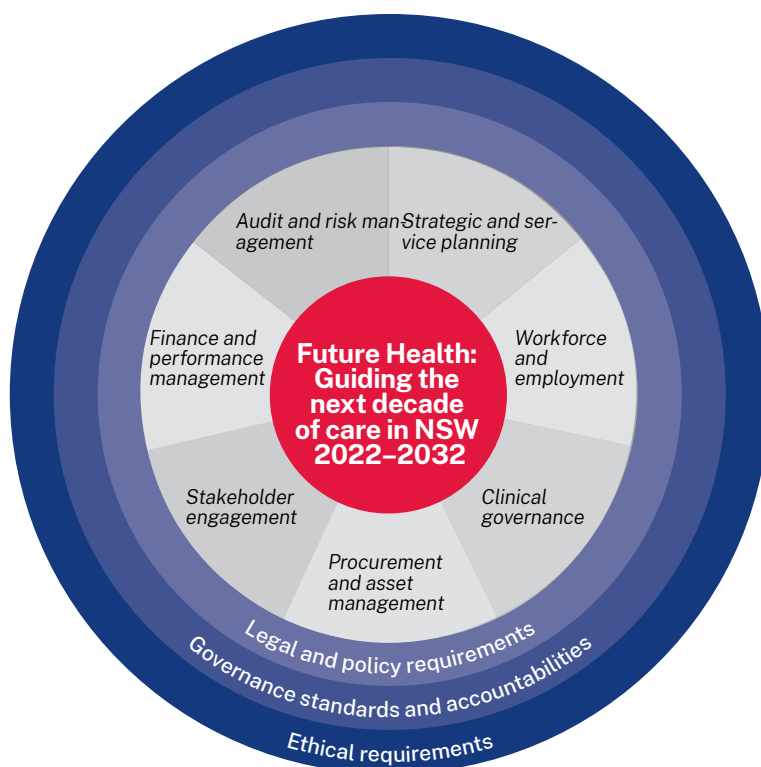 Audit and risk man-
agement
Strategic and ser-
vice planning
Finance and
performance
management
Future Health:
Guiding the
next decade
of care in NSW
2022–2032
Workforce
and
employment
Stakeholder
engagement
Clinical
governance
Procurement
and asset
management
Legal and policy requirements
Governance standards and accountabilities
Ethical requirements